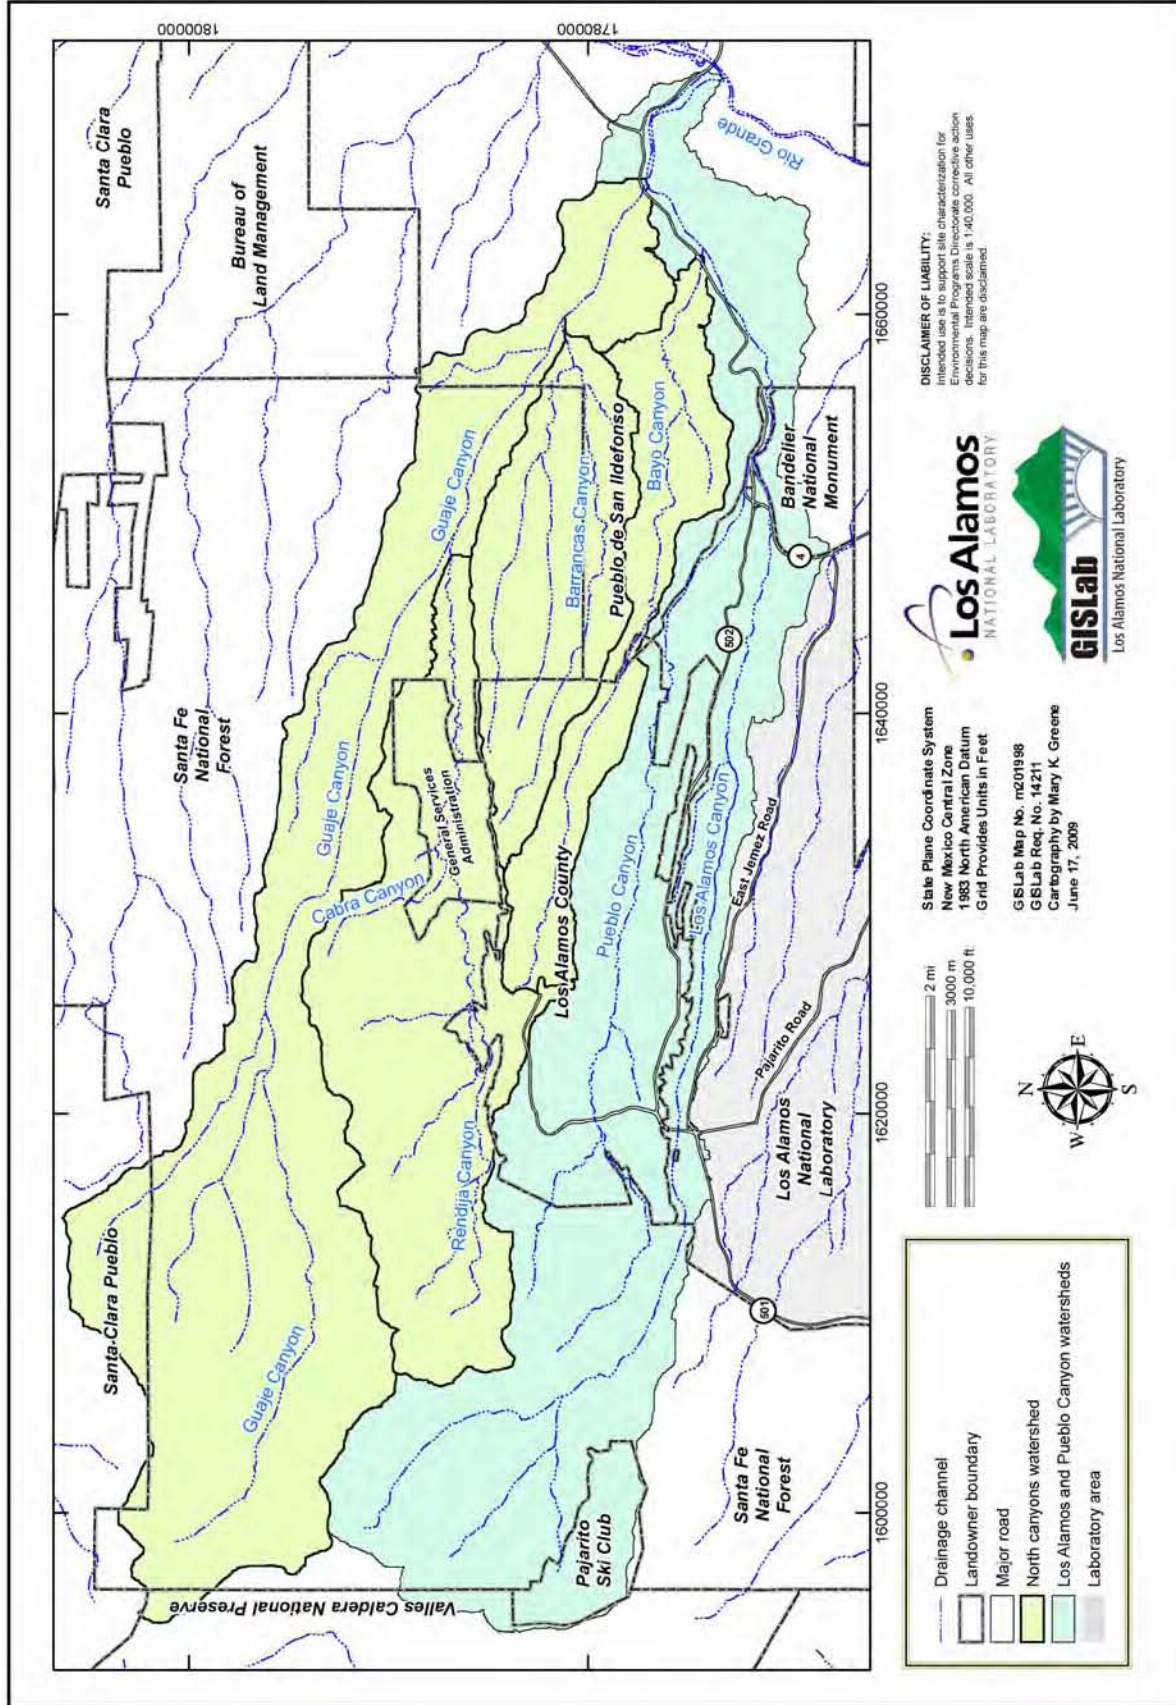 1800000
1780000
Santa Clara
Pueblo
Bureau of
Land Management
Rio Grande
Santa Fe
National
Forest
Guaje Canyon
Barrancas Canyon
Pueblo de San Ildefonso
Bayo Canyon
Bandelier
National
Monument
4
502
Guaje Canyon
General Services
Administration
Cabra Canyon
Los Alamos County
Pueblo Canyon
Los Alamos Canyon
East Jemez Road
Pajarito Road
Rendija Canyon
Los Alamos
National
Laboratory
Santa Clara Pueblo
Guaje Canyon
501
Santa Fe
National
Forest
Pajarito
Ski Club
Valles Caldera National Preserve
1600000
1620000
1640000
1660000
Drainage channel
Landowner boundary
Major road
North canyons watershed
Los Alamos and Pueblo Canyon watersheds
Laboratory area
N
W
E
S
2 mi
3000 m
10,000 ft
State Plane Coordinate System
New Mexico Central Zone
1983 North American Datum
Grid Provides Units in Feet
GISLab Map No. m201998
GISLab Req. No. 14211
Cartography by Mary K. Greene
June 17, 2009
Los Alamos
NATIONAL LABORATORY
GISLab
Los Alamos National Laboratory
DISCLAIMER OF LIABILITY:
Intended use is to support site characterization for
Environmental Programs Directorate corrective action
decisions. Intended scale is 1:40,000. All other uses
for this map are disclaimed.